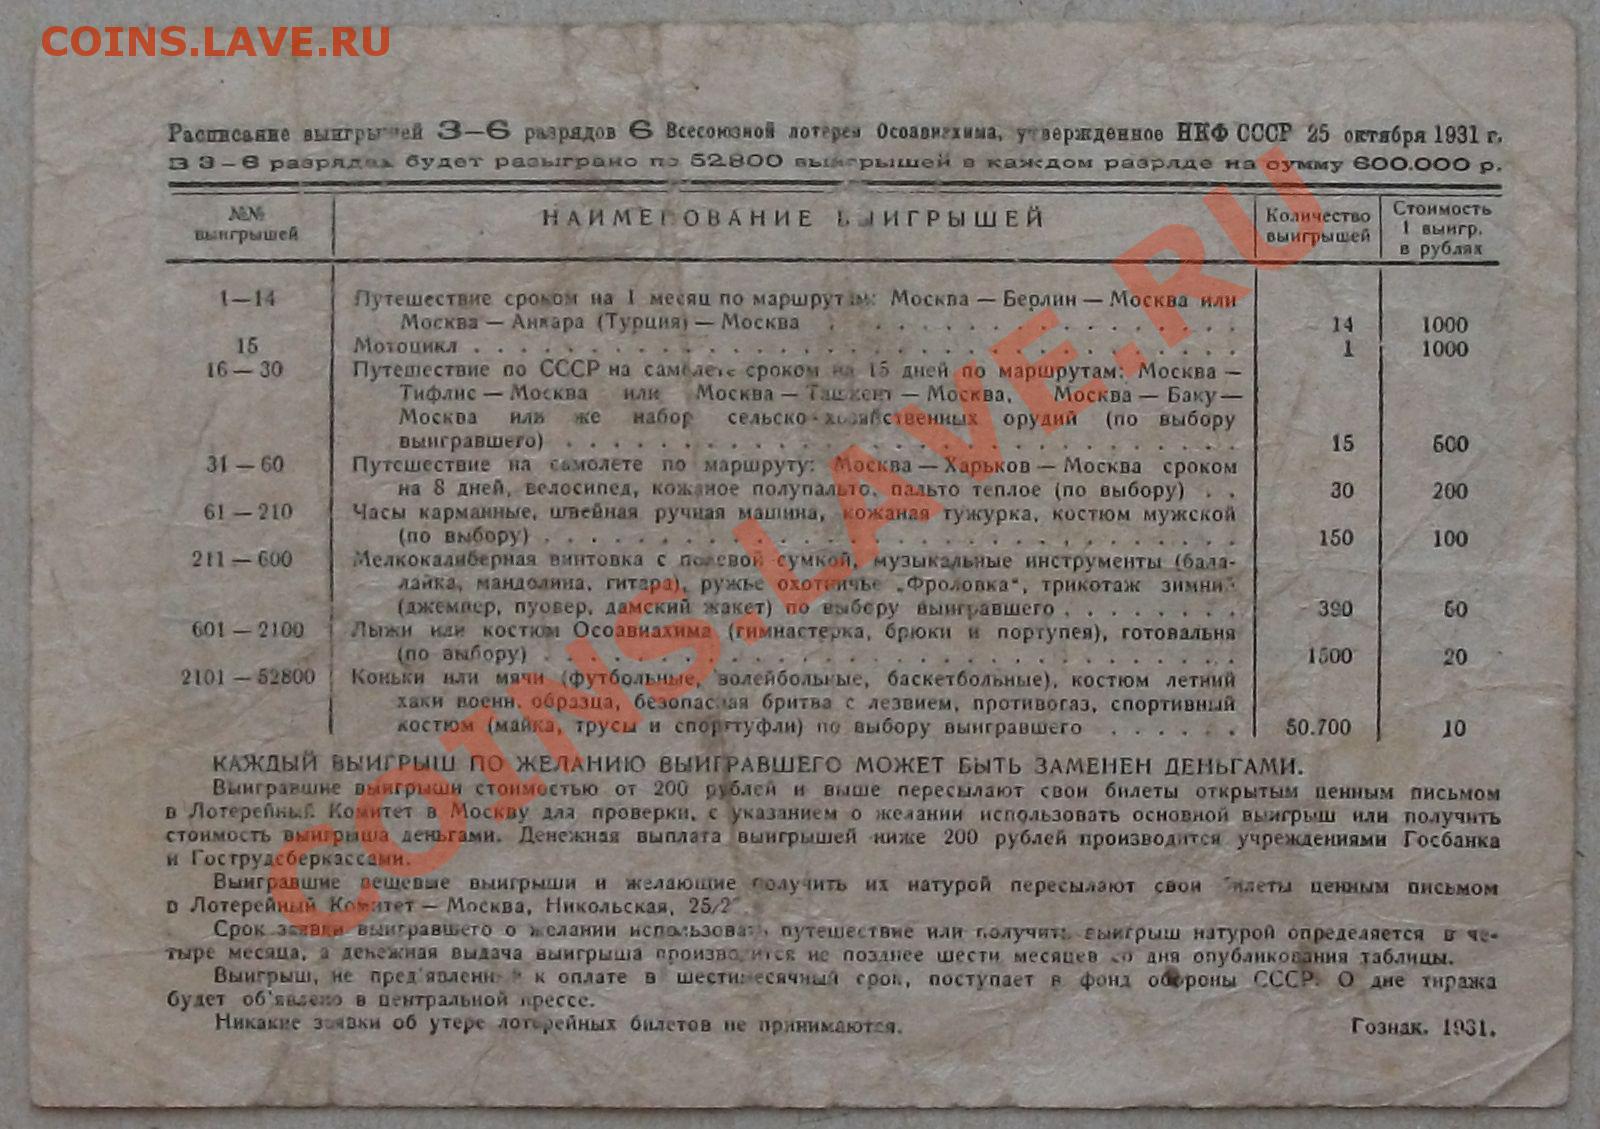 COINS.LAVE.RU
Расписание выигрышей 3—6 разрядов 6 Всесоюзной лотереи Осоавиахима, утвержденное НКФ СССР 25 октября 1931 г.
В 3—6 разрядах будет разыграно по 52.800 выигрышей в каждом разряде на сумму 600.000 р.
№№ выигрышей
НАИМЕНОВАНИЕ ВЫИГРЫШЕЙ
Количество выигрышей
Стоимость 1 выигр. в рублях
1—14 Путешествие сроком на 1 месяц по маршрутам: Москва — Берлин — Москва или
Москва — Анкара (Турция) — Москва . . . . . . . . . . . . . . 14 1000
15 Мотоцикл . . . . . . . . . . . . . . . . . . . . . . . . . . 1 1000
16—30 Путешествие по СССР на самолете сроком на 15 дней по маршрутам: Москва —
Тифлис — Москва или Москва — Ташкент — Москва, Москва — Баку —
Москва или же набор сельско-хозяйственных орудий (по выбору
выигравшего) . . . . . . . . . . . . . . . . . . . . . . . 15 500
31—60 Путешествие на самолете по маршруту: Москва — Харьков — Москва сроком
на 8 дней, велосипед, кожаное полупальто, пальто теплое (по выбору) . . 30 200
61—210 Часы карманные, швейная ручная машина, кожаная тужурка, костюм мужской
(по выбору) . . . . . . . . . . . . . . . . . . . . . . . . 150 100
211—600 Мелкокалиберная винтовка с полевой сумкой, музыкальные инструменты (бала-
лайка, мандолина, гитара), ружье охотничье „Фроловка“, трикотаж зимний
(джемпер, пуовер, дамский жакет) по выбору выигравшего . . . . . . 390 50
601—2100 Лыжи или костюм Осоавиахима (гимнастерка, брюки и портупея), готовальня
(по выбору) . . . . . . . . . . . . . . . . . . . . . . . . 1500 20
2101—52800 Коньки или мячи (футбольные, волейбольные, баскетбольные), костюм летний
хаки военн. образца, безопасная бритва с лезвием, противогаз, спортивный
костюм (майка, трусы и спорттуфли) по выбору выигравшего . . . . . . 50.700 10
КАЖДЫЙ ВЫИГРЫШ ПО ЖЕЛАНИЮ ВЫИГРАВШЕГО МОЖЕТ БЫТЬ ЗАМЕНЕН ДЕНЬГАМИ.
Выигравшие выигрыши стоимостью от 200 рублей и выше пересылают свои билеты открытым ценным письмом
в Лотерейный Комитет в Москву для проверки, с указанием о желании использовать основной выигрыш или получить
стоимость выигрыша деньгами. Денежная выплата выигрышей ниже 200 рублей производится учреждениями Госбанка
и Гострудсберкассами.
Выигравшие вещевые выигрыши и желающие получить их натурой пересылают свои билеты ценным письмом
в Лотерейный Комитет — Москва, Никольская, 25/2
Срок заявки выигравшего о желании использовать путешествие или получить выигрыш натурой определяется в че-
тыре месяца, а денежная выдача выигрыша производится не позднее шести месяцев со дня опубликования таблицы.
Выигрыш, не пред'явленный к оплате в шестимесячный срок, поступает в фонд обороны СССР. О дне тиража
будет об'явлено в центральной прессе.
Никакие заявки об утере лотерейных билетов не принимаются.
Гознак. 1931.
COINS.LAVE.RU